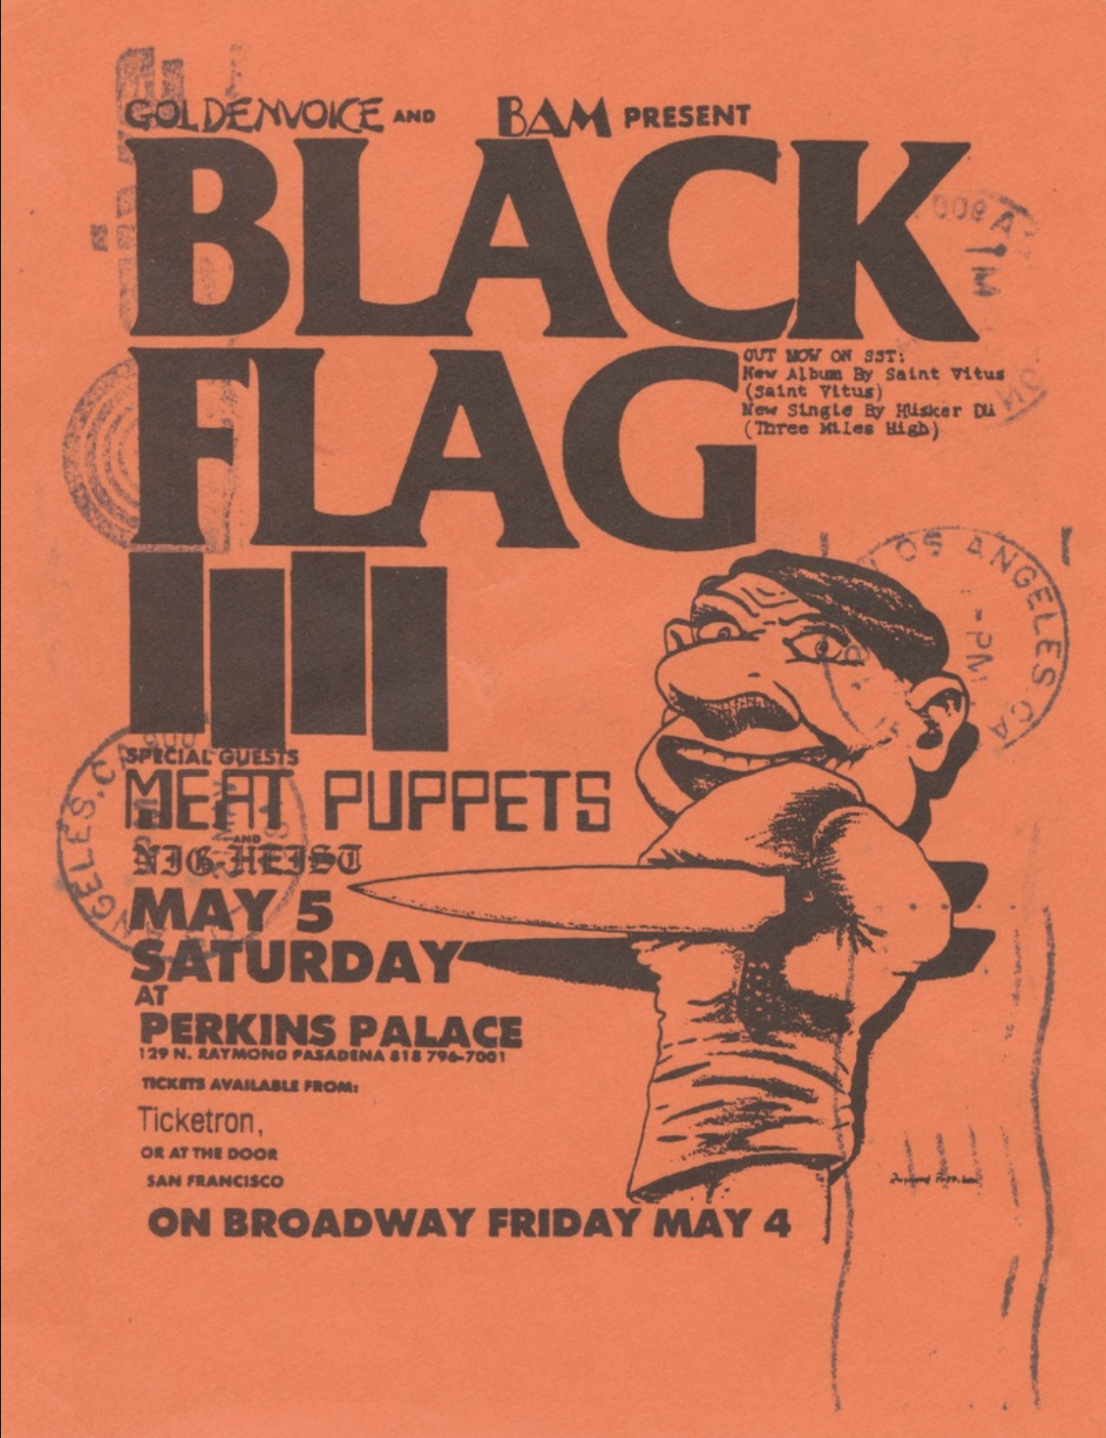 GOLDENVOICE AND BAM PRESENT
BLACK
FLAG
OUT NOW ON SST:
New Album By Saint Vitus
(Saint Vitus)
New Single By Hüsker Dü
(Three Miles High)
LOS ANGELES CA
PM
SPECIAL GUESTS
MEAT PUPPETS
AND
NIG-HEIST
MAY 5
SATURDAY
AT
PERKINS PALACE
129 N. RAYMOND PASADENA 818 796-7001
TICKETS AVAILABLE FROM:
Ticketron,
OR AT THE DOOR
SAN FRANCISCO
ON BROADWAY FRIDAY MAY 4